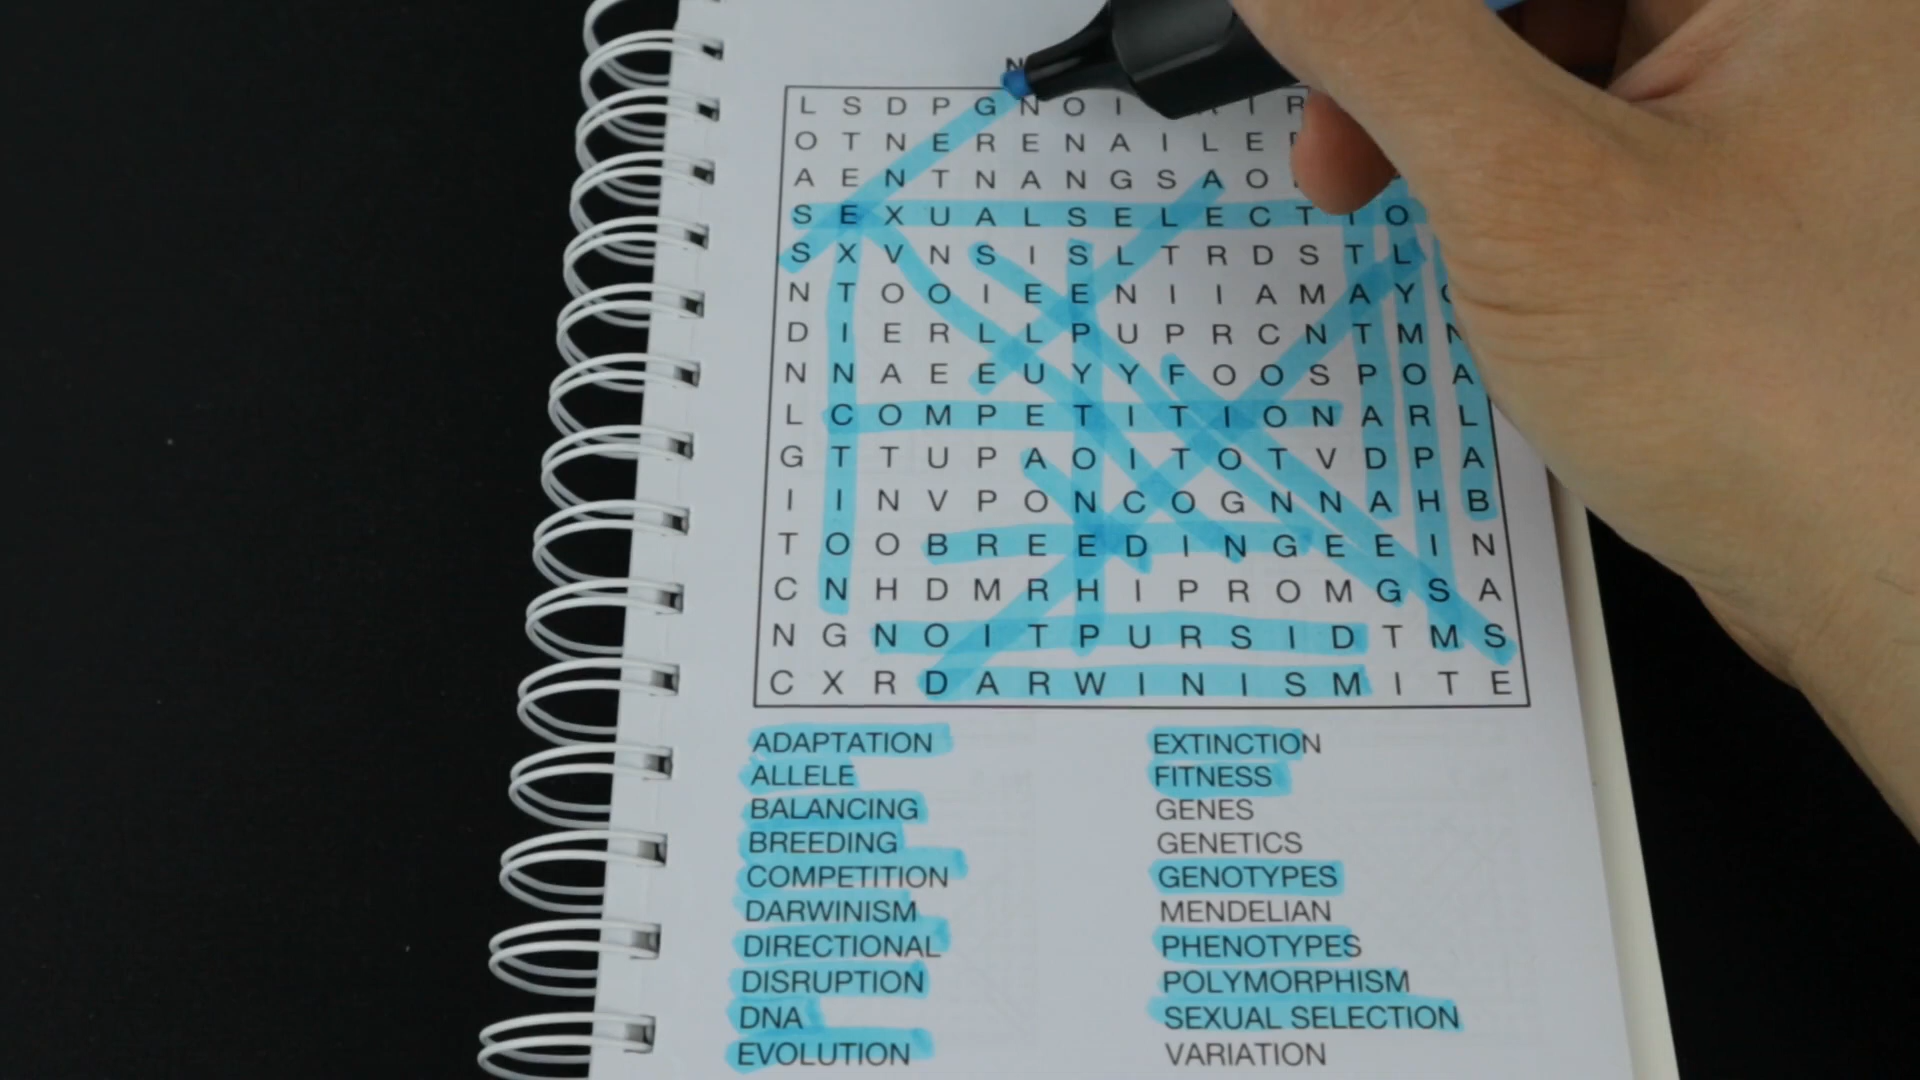 N
L S D P G N O I A I R
O T N E R E N A I L E
A E N T N A N G S A O
S E X U A L S E L E C T I O
S X V N S I S L T R D S T L
N T O O I E E N I I A M A Y
D I E R L L P U P R C N T M N
N N A E E U Y Y F O O S P O A
L C O M P E T I T I O N A R L
G T T U P A O I T O T V D P A
I I N V P O N C O G N N A H B
T O O B R E E D I N G E E I N
C N H D M R H I P R O M G S A
N G N O I T P U R S I D T M S
C X R D A R W I N I S M I T E
ADAPTATION EXTINCTION
ALLELE FITNESS
BALANCING GENES
BREEDING GENETICS
COMPETITION GENOTYPES
DARWINISM MENDELIAN
DIRECTIONAL PHENOTYPES
DISRUPTION POLYMORPHISM
DNA SEXUAL SELECTION
EVOLUTION VARIATION